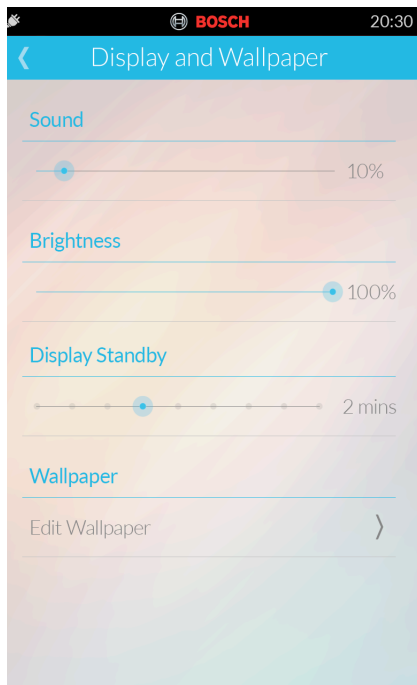 BOSCH 20:30
Display and Wallpaper
Sound
10%
Brightness
100%
Display Standby
2 mins
Wallpaper
Edit Wallpaper